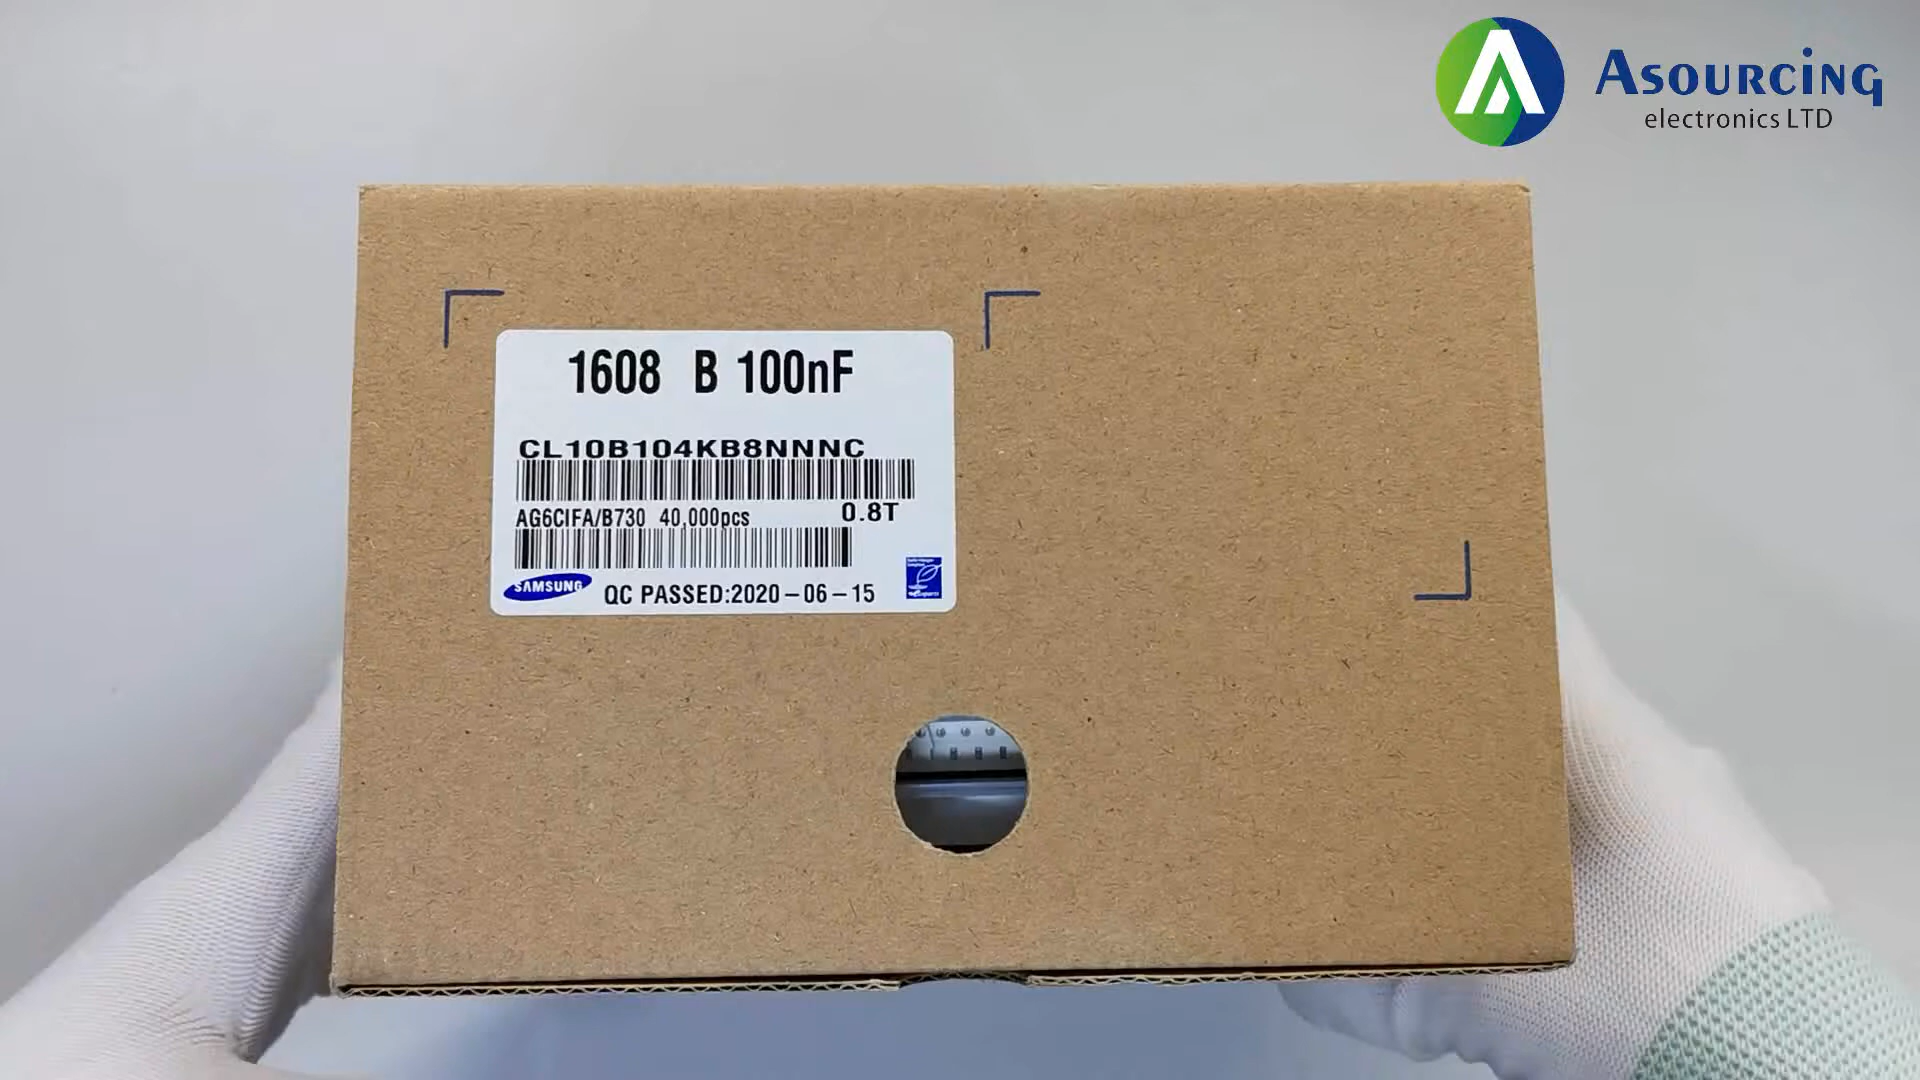 Asourcing
electronics LTD
1608 B 100nF
CL10B104KB8NNNC
AG6CIFA/B730 40,000pcs 0.8T
SAMSUNG QC PASSED:2020-06-15